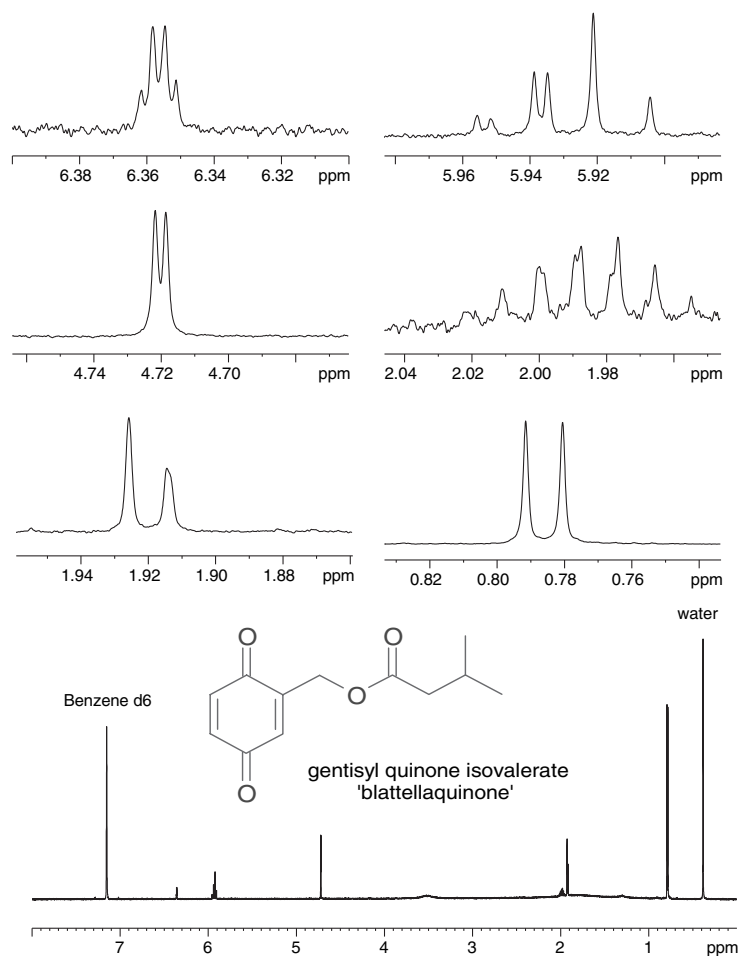 6.38 6.36 6.34 6.32 ppm
5.96 5.94 5.92 ppm
4.74 4.72 4.70 ppm
2.04 2.02 2.00 1.98 ppm
1.94 1.92 1.90 1.88 ppm
0.82 0.80 0.78 0.76 ppm
water
Benzene d6
O O
O
O
gentisyl quinone isovalerate
'blattellaquinone'
7 6 5 4 3 2 1 ppm